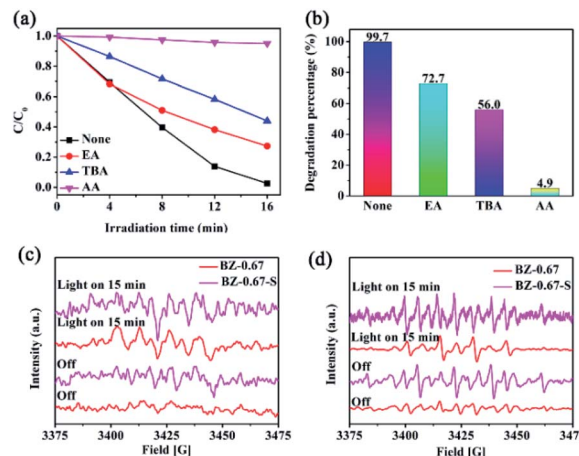 (a)
1.0
0.8
0.6
0.4
0.2
0.0
C/C0
None
EA
TBA
AA
0 4 8 12 16
Irradiation time (min)
(b)
100
80
60
40
20
0
Degradation percentage (%)
99.7
72.7
56.0
4.9
None EA TBA AA
(c)
BZ-0.67
BZ-0.67-S
Light on 15 min
Light on 15 min
Off
Off
Intensity (a.u.)
3375 3400 3425 3450 3475
Field [G]
(d)
BZ-0.67
BZ-0.67-S
Light on 15 min
Light on 15 min
Off
Off
Intensity (a.u.)
3375 3400 3425 3450 347
Field [G]